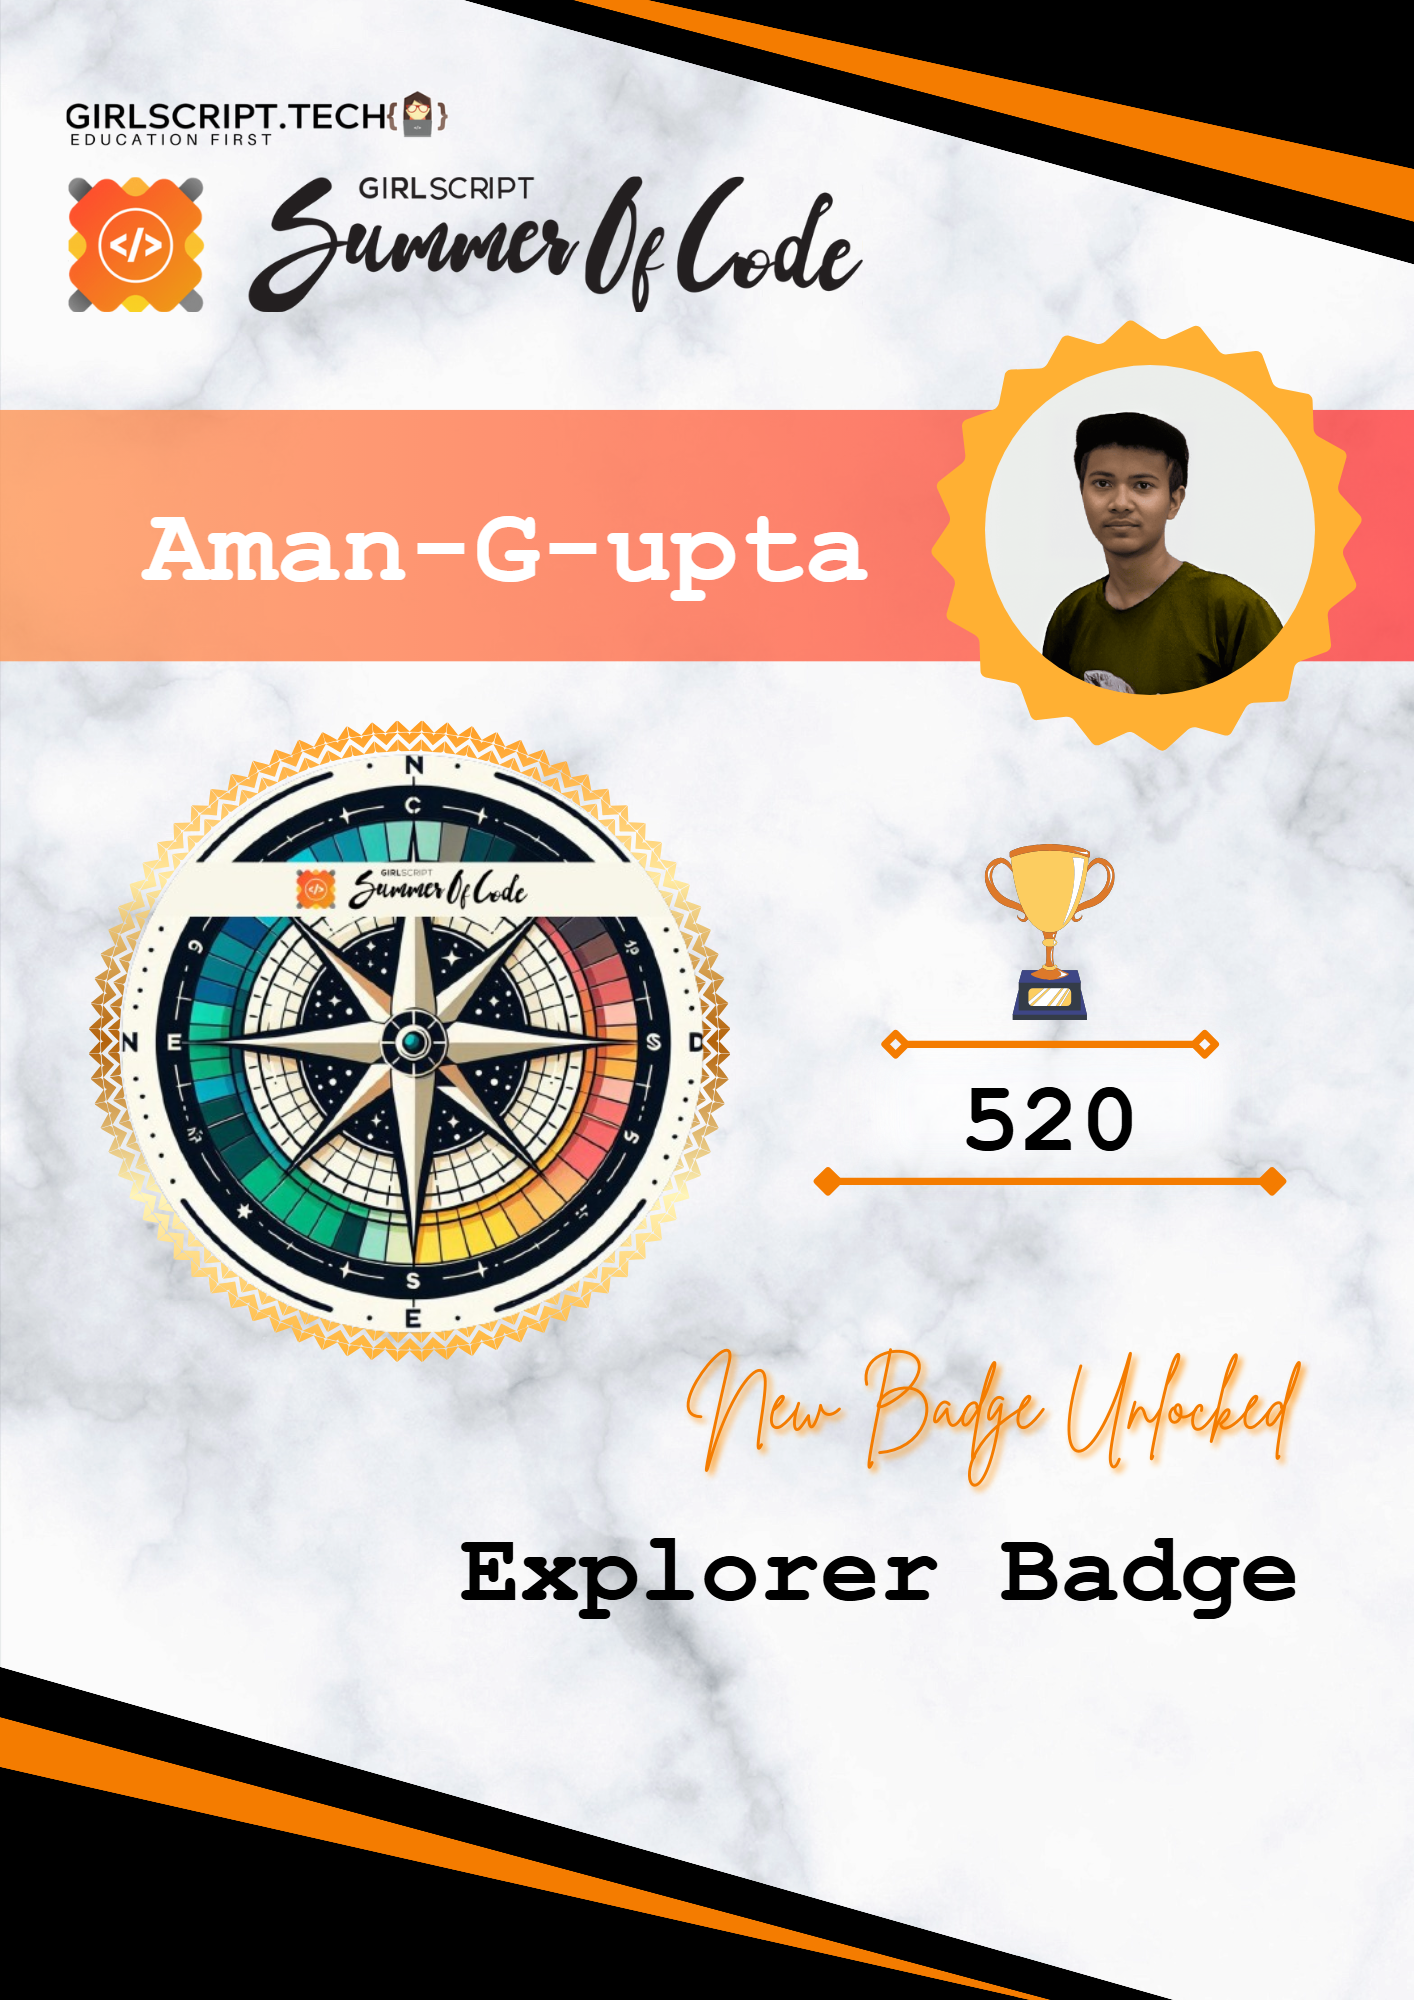 GIRLSCRIPT.TECH{ }
EDUCATION FIRST
</>
GIRLSCRIPT
Summer Of Code
Aman-G-upta
N
C
</>
GIRLSCRIPT
Summer Of Code
N E S D
S
E
520
New Badge Unlocked
Explorer Badge